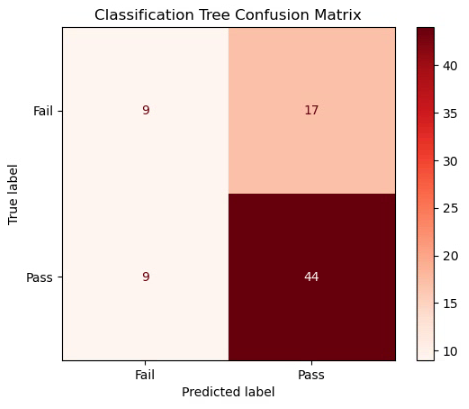 Classification Tree Confusion Matrix
Fail
9
17
Pass
9
44
Fail
Pass
Predicted label
True label
40
35
30
25
20
15
10